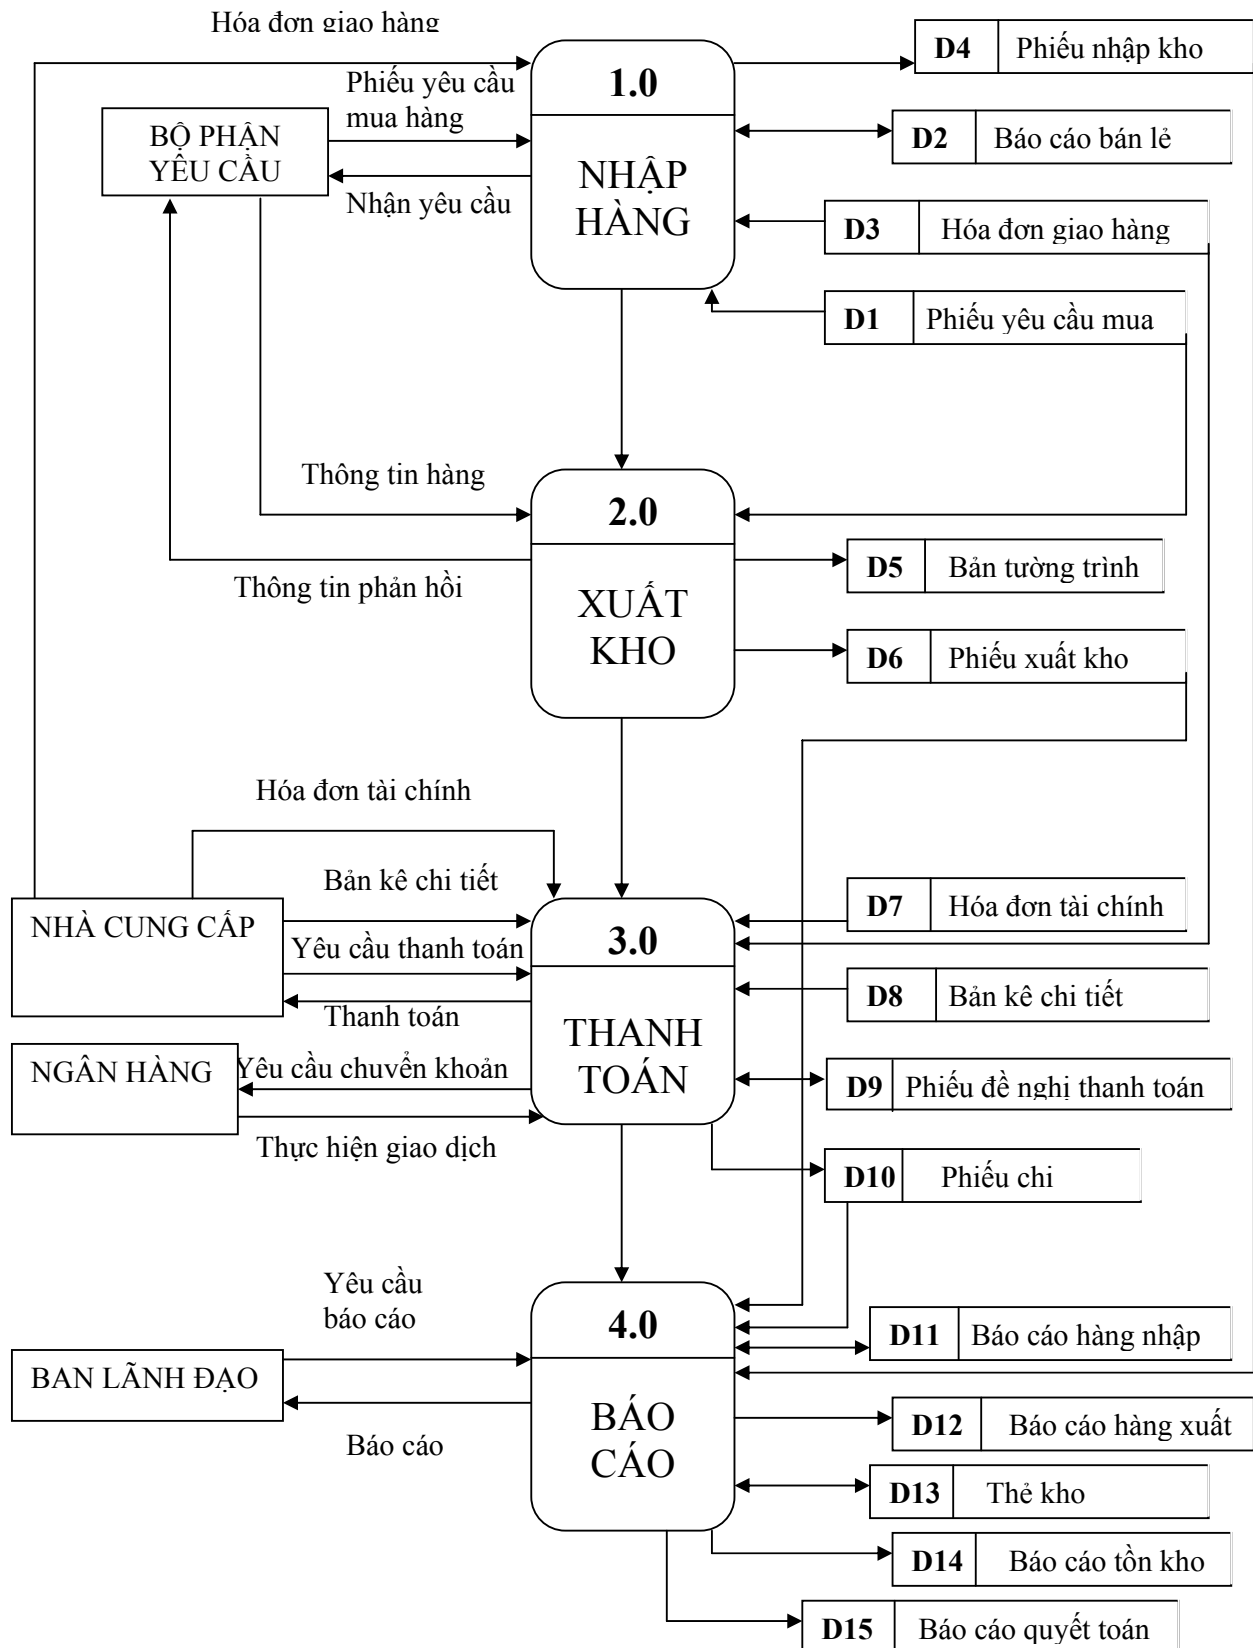 Hóa đơn giao hàng
D4 Phiếu nhập kho
1.0
Phiếu yêu cầu
mua hàng
BỘ PHẬN
YÊU CẦU
D2 Báo cáo bán lẻ
NHẬP
HÀNG
Nhận yêu cầu
D3 Hóa đơn giao hàng
D1 Phiếu yêu cầu mua
Thông tin hàng
2.0
D5 Bản tường trình
Thông tin phản hồi
XUẤT
KHO
D6 Phiếu xuất kho
Hóa đơn tài chính
Bản kê chi tiết
NHÀ CUNG CẤP
D7 Hóa đơn tài chính
3.0
Yêu cầu thanh toán
D8 Bản kê chi tiết
Thanh toán
THANH
TOÁN
NGÂN HÀNG
Yêu cầu chuyển khoản
D9 Phiếu đề nghị thanh toán
Thực hiện giao dịch
D10 Phiếu chi
Yêu cầu
báo cáo
4.0
D11 Báo cáo hàng nhập
BAN LÃNH ĐẠO
BÁO
CÁO
D12 Báo cáo hàng xuất
Báo cáo
D13 Thẻ kho
D14 Báo cáo tồn kho
D15 Báo cáo quyết toán